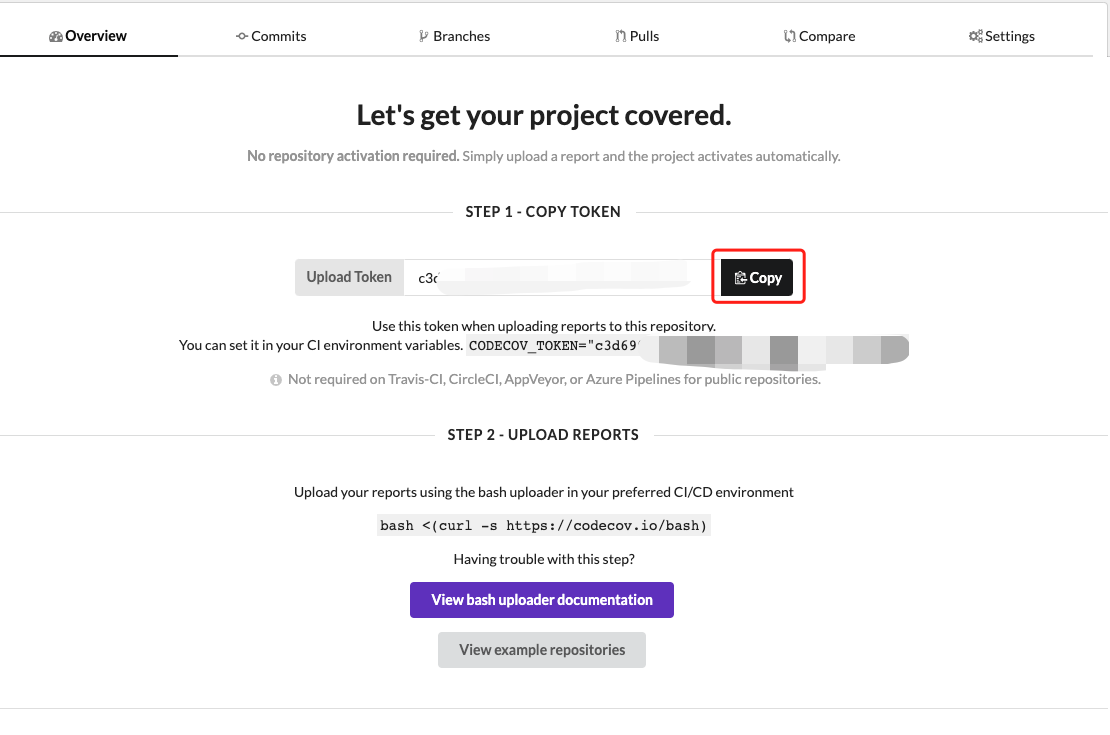 Overview Commits Branches Pulls Compare Settings
Let's get your project covered.
No repository activation required. Simply upload a report and the project activates automatically.
STEP 1 - COPY TOKEN
Upload Token c3d Copy
Use this token when uploading reports to this repository.
You can set it in your CI environment variables. CODECOV_TOKEN="c3d69
Not required on Travis-CI, CircleCI, AppVeyor, or Azure Pipelines for public repositories.
STEP 2 - UPLOAD REPORTS
Upload your reports using the bash uploader in your preferred CI/CD environment
bash <(curl -s https://codecov.io/bash)
Having trouble with this step?
View bash uploader documentation
View example repositories